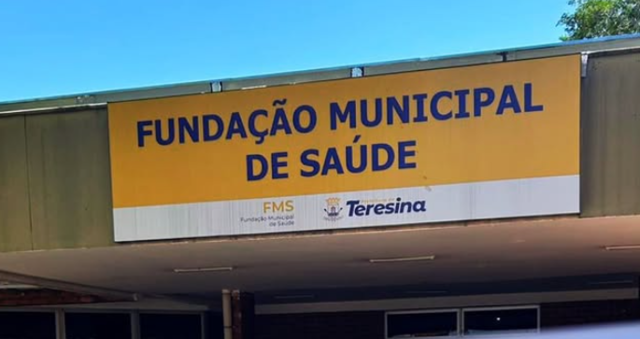 FUNDAÇÃO MUNICIPAL
DE SAÚDE
FMS
Fundação Municipal
de Saúde
Teresina